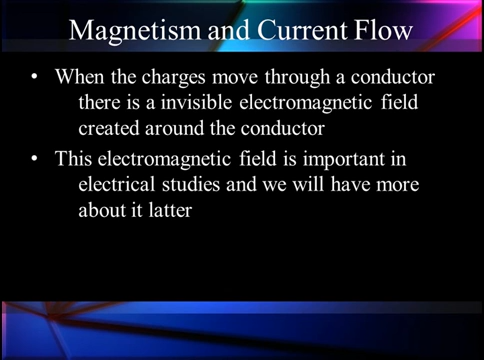 Magnetism and Current Flow
• When the charges move through a conductor
there is a invisible electromagnetic field
created around the conductor
• This electromagnetic field is important in
electrical studies and we will have more
about it latter